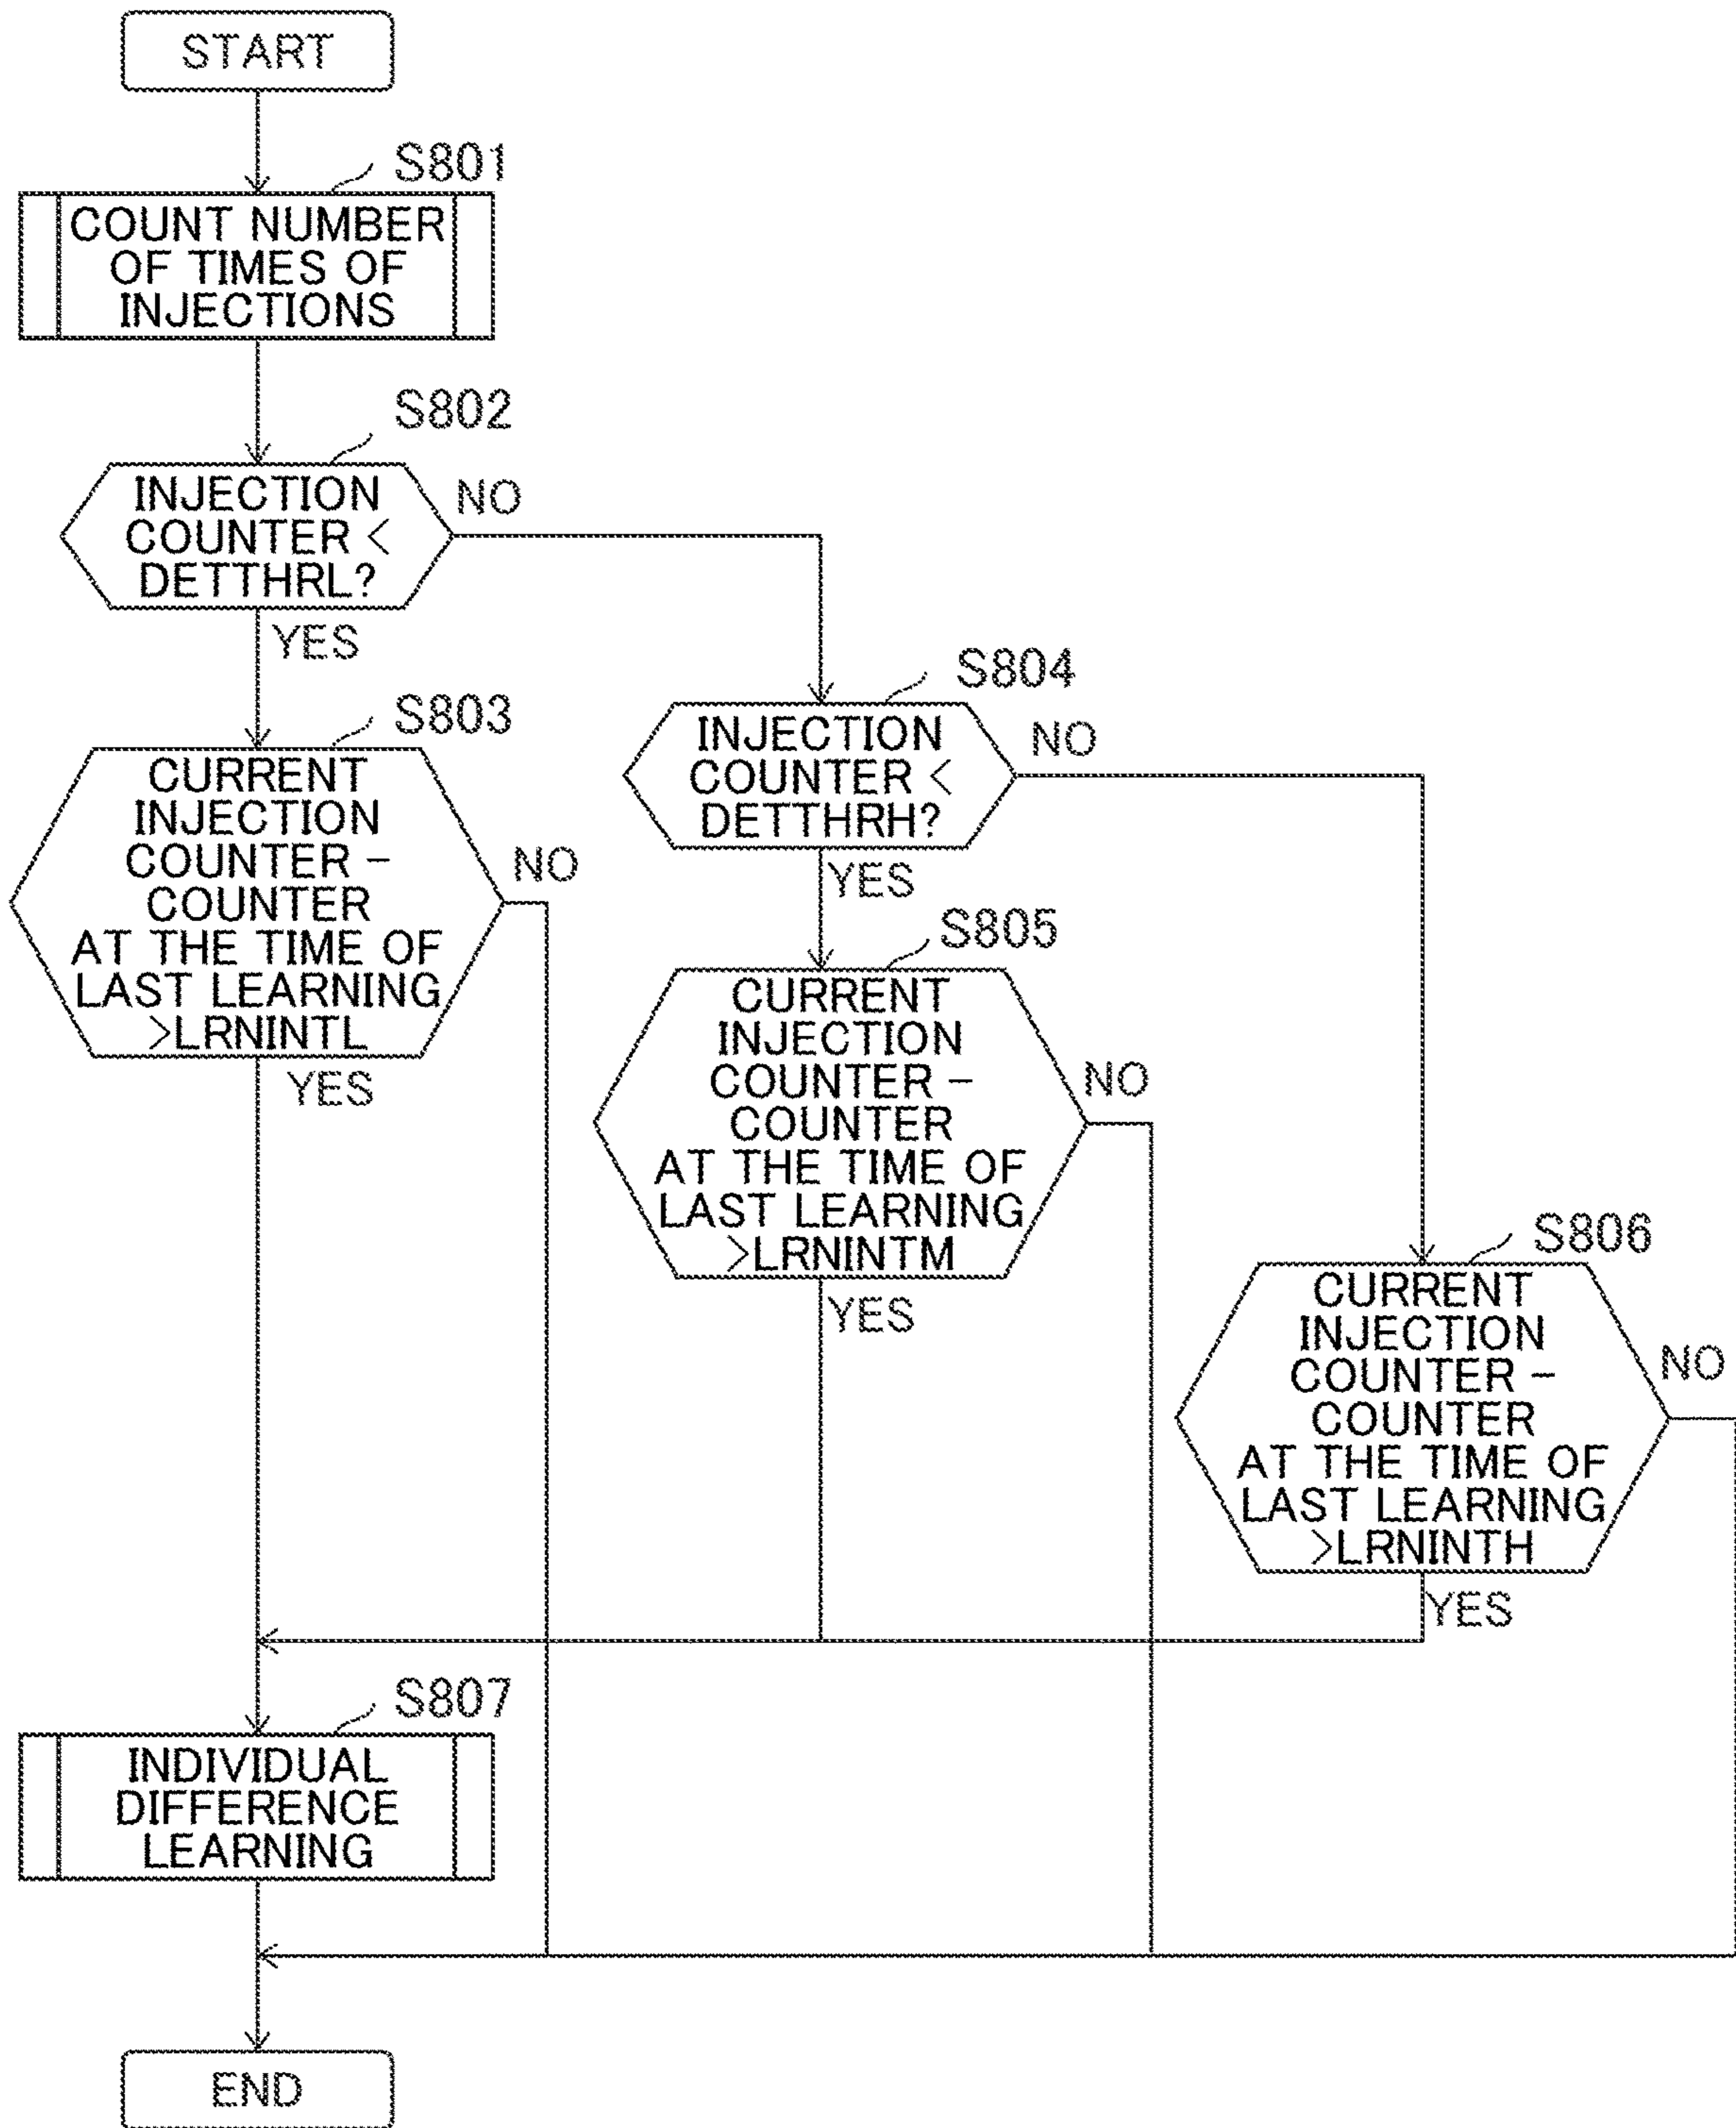 START
S801
COUNT NUMBER
OF TIMES OF
INJECTIONS
S802
INJECTION
COUNTER <
DETTHRL?
NO
YES
S803
CURRENT
INJECTION
COUNTER -
COUNTER
AT THE TIME OF
LAST LEARNING
>LRNINTL
NO
YES
S804
INJECTION
COUNTER <
DETTHRH?
NO
YES
S805
CURRENT
INJECTION
COUNTER -
COUNTER
AT THE TIME OF
LAST LEARNING
>LRNINTM
NO
YES
S806
CURRENT
INJECTION
COUNTER -
COUNTER
AT THE TIME OF
LAST LEARNING
>LRNINTH
NO
YES
S807
INDIVIDUAL
DIFFERENCE
LEARNING
END